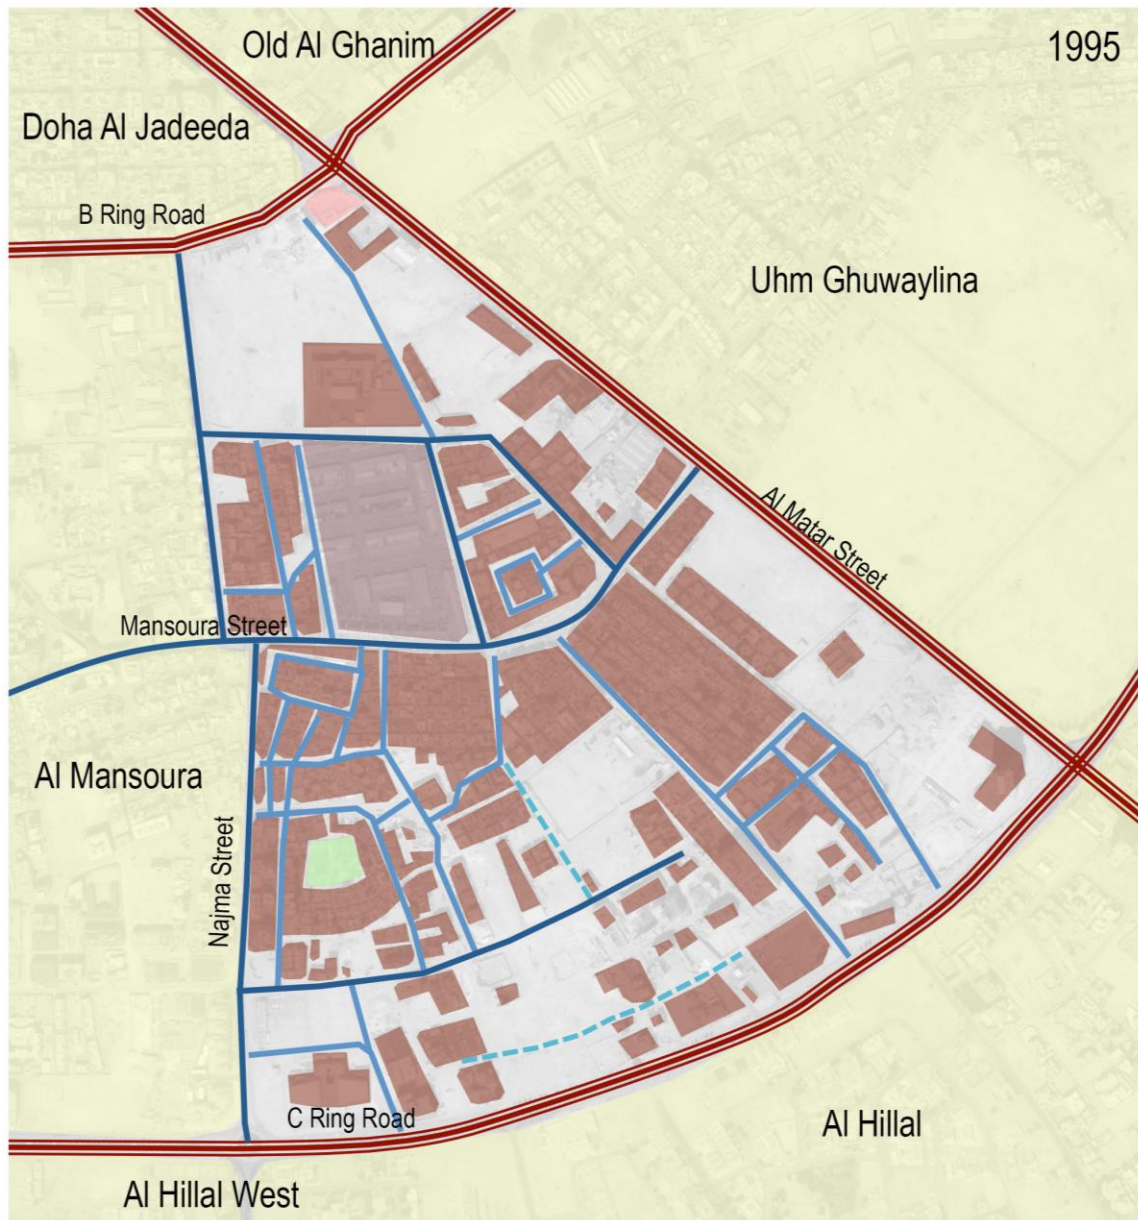 Old Al Ghanim
1995
Doha Al Jadeeda
B Ring Road
Uhm Ghuwaylina
Al Matar Street
Mansoura Street
Al Mansoura
Najma Street
C Ring Road
Al Hillal
Al Hillal West